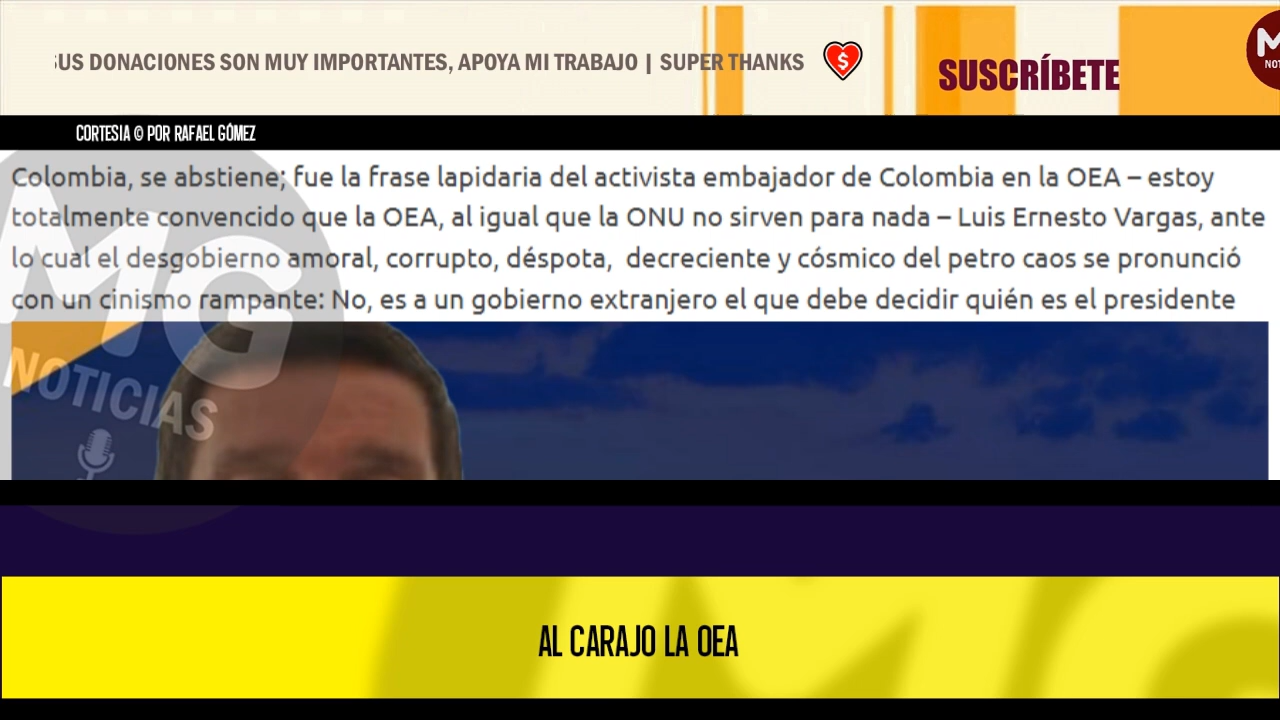 SUS DONACIONES SON MUY IMPORTANTES, APOYA MI TRABAJO | SUPER THANKS
$
SUSCRÍBETE
CORTESIA © POR RAFAEL GÓMEZ
Colombia, se abstiene; fue la frase lapidaria del activista embajador de Colombia en la OEA – estoy
totalmente convencido que la OEA, al igual que la ONU no sirven para nada – Luis Ernesto Vargas, ante
lo cual el desgobierno amoral, corrupto, déspota, decreciente y cósmico del petro caos se pronunció
con un cinismo rampante: No, es a un gobierno extranjero el que debe decidir quién es el presidente
MG
NOTICIAS
AL CARAJO LA OEA